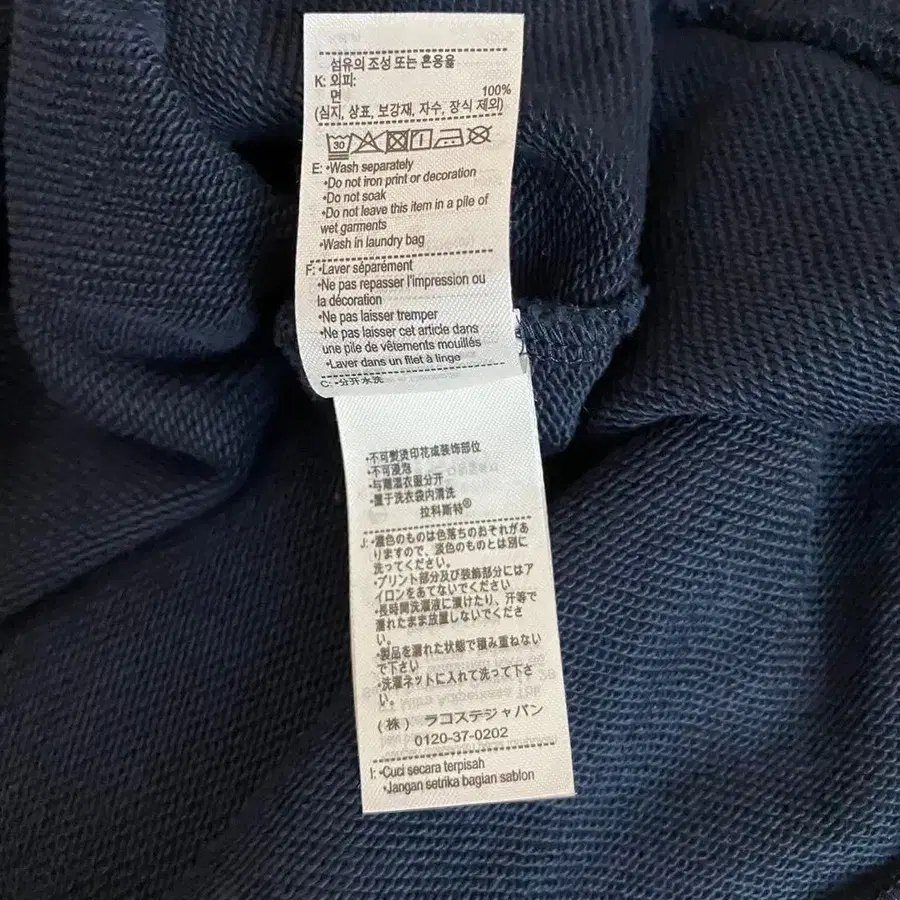 섬유의 조성 또는 혼용율
K: 외피:
면 100%
(심지, 상표, 보강재, 자수, 장식 제외)
30
E: •Wash separately
•Do not iron print or decoration
•Do not soak
•Do not leave this item in a pile of
wet garments
•Wash in laundry bag
F: •Laver séparément
•Ne pas repasser l'impression ou
la décoration
•Ne pas laisser tremper
•Ne pas laisser cet article dans
une pile de vêtements mouillés
•Laver dans un filet à linge
C: •分开水洗
•不可熨烫印花或装饰部位
•不可浸泡
•与潮湿衣服分开
•置于洗衣袋内清洗
拉科斯特®
J: •濃色のものは色落ちのおそれがあ
りますので、淡色のものとは別に
洗ってください。
•プリント部分及び装飾部分にはア
イロンをあてないでください
•長時間洗濯液に漬けたり、汗等で
濡れたまま放置しないでくださ
い。
•製品を濡れた状態で積み重ねない
で下さい
•洗濯ネットに入れて洗って下さ
い。
(株) ラコステジャパン
0120-37-0202
I: •Cuci secara terpisah
•Jangan setrika bagian sablon